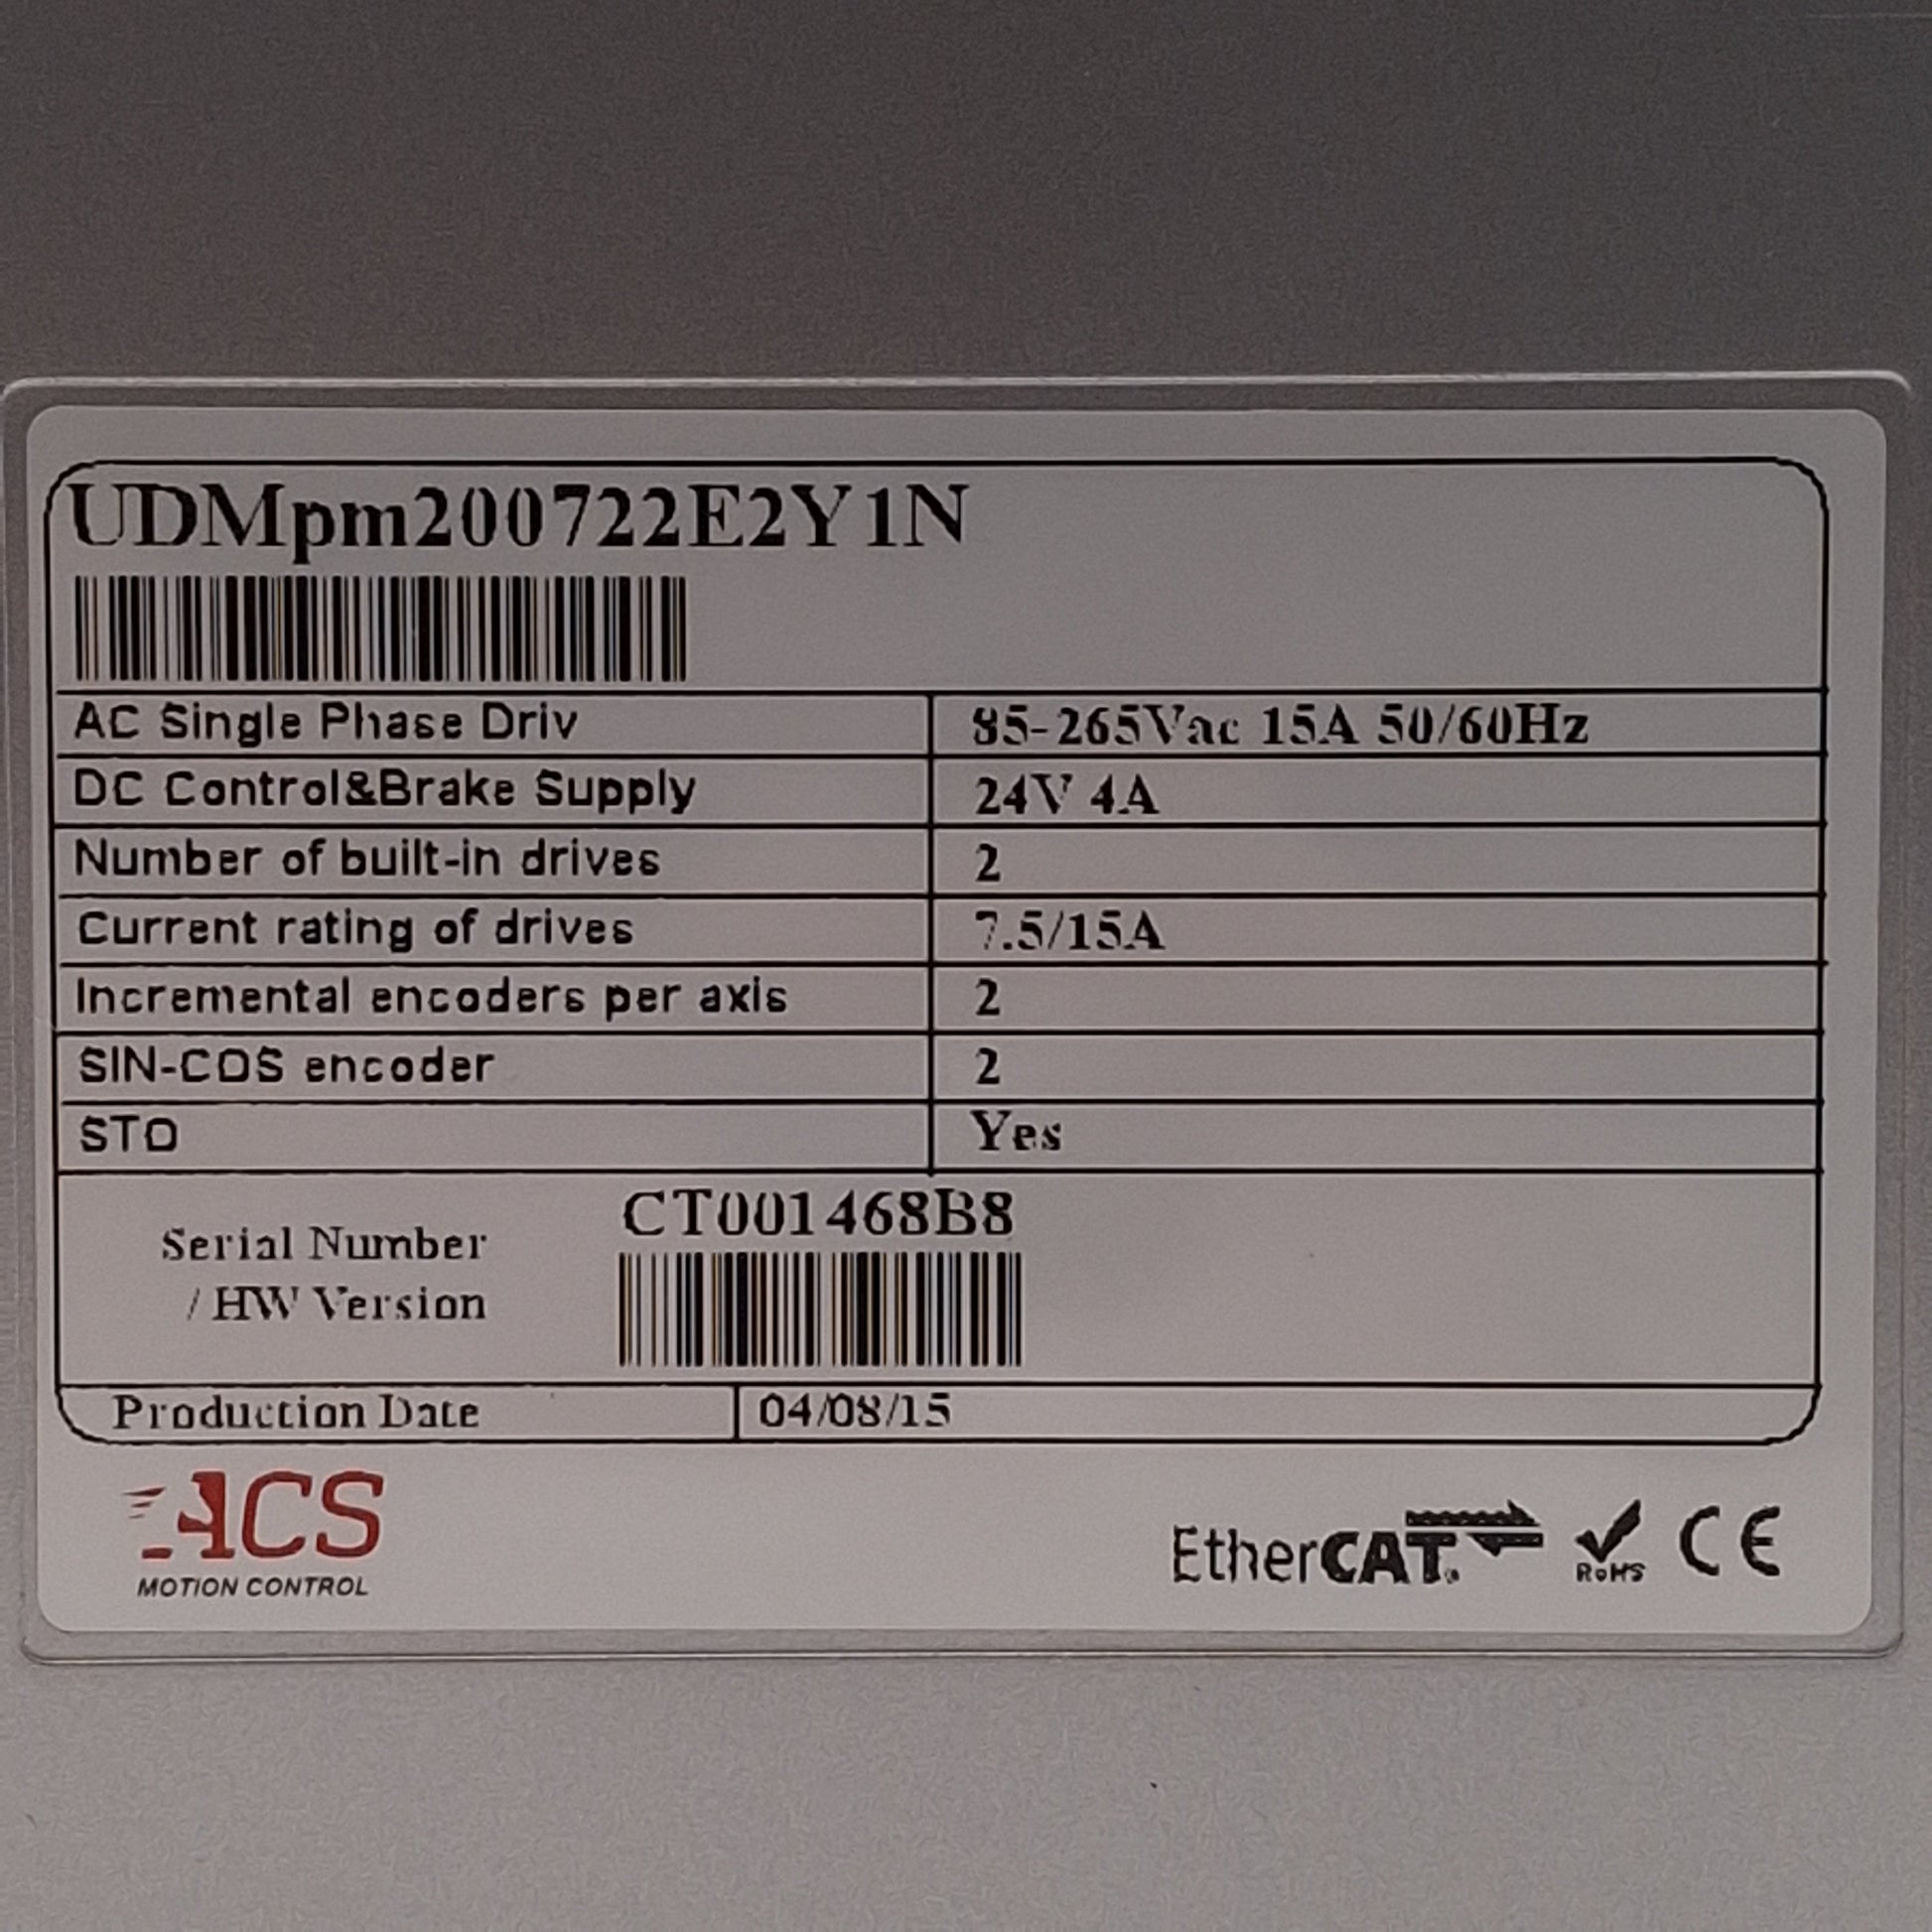 UDMpm200722E2Y1N
AC Single Phase Driv 85-265Vac 15A 50/60Hz
DC Control&Brake Supply 24V 4A
Number of built-in drives 2
Current rating of drives 7.5/15A
Incremental encoders per axis 2
SIN-COS encoder 2
STO Yes
Serial Number / HW Version CT001468B8
Production Date 04/08/15
ACS
MOTION CONTROL
EtherCAT
RoHS
CE